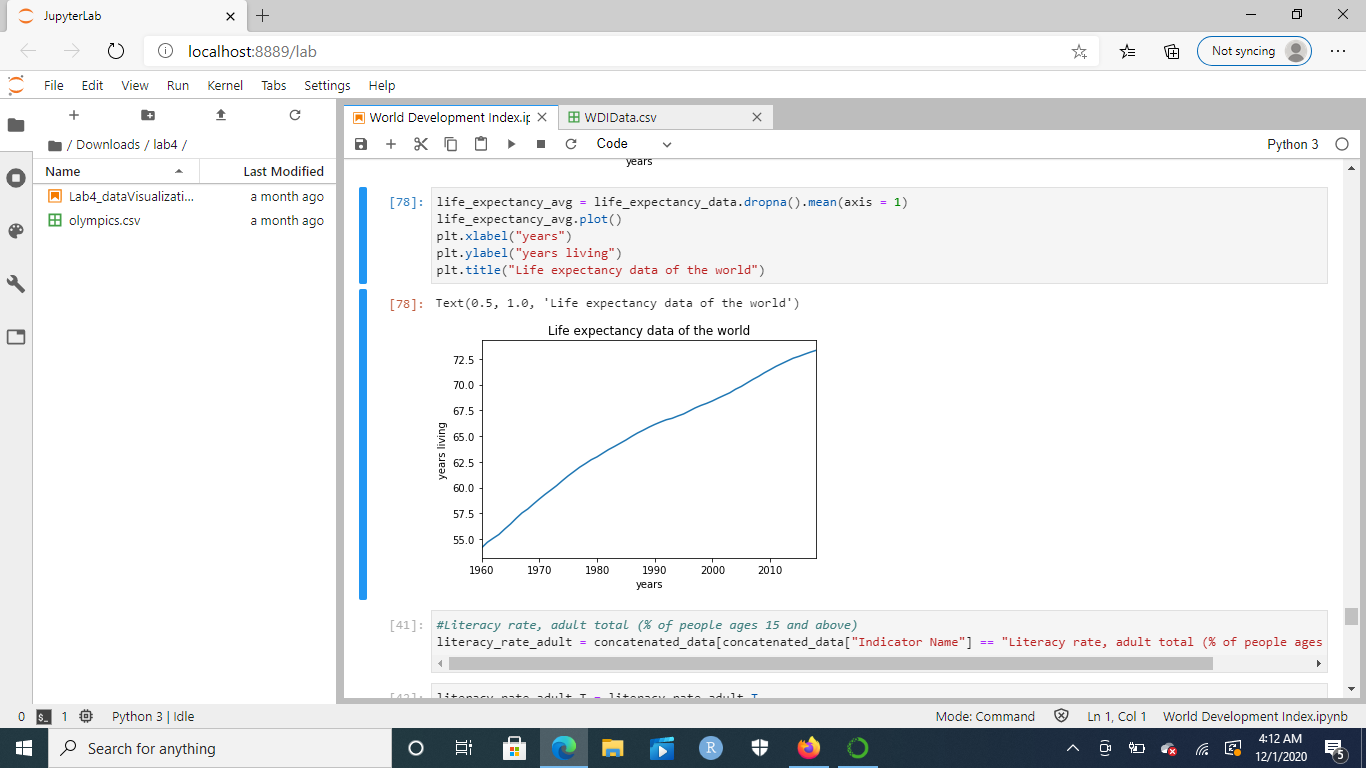 JupyterLab
localhost:8889/lab
Not syncing
File Edit View Run Kernel Tabs Settings Help
World Development Index.ip
WDIData.csv
/ Downloads / lab4 /
Code
Python 3
Name
Last Modified
Lab4_dataVisualizati...
a month ago
olympics.csv
a month ago
years
[78]:
life_expectancy_avg = life_expectancy_data.dropna().mean(axis = 1)
life_expectancy_avg.plot()
plt.xlabel("years")
plt.ylabel("years living")
plt.title("Life expectancy data of the world")
[78]:
Text(0.5, 1.0, 'Life expectancy data of the world')
Life expectancy data of the world
72.5
70.0
67.5
65.0
62.5
60.0
57.5
55.0
years living
1960 1970 1980 1990 2000 2010
years
[41]:
#Literacy rate, adult total (% of people ages 15 and above)
literacy_rate_adult = concatenated_data[concatenated_data["Indicator Name"] == "Literacy rate, adult total (% of people ages
literacy_rate_adult_T = literacy_rate_adult.T
0
1
Python 3 | Idle
Mode: Command
Ln 1, Col 1
World Development Index.ipynb
Search for anything
R
4:12 AM
12/1/2020
5